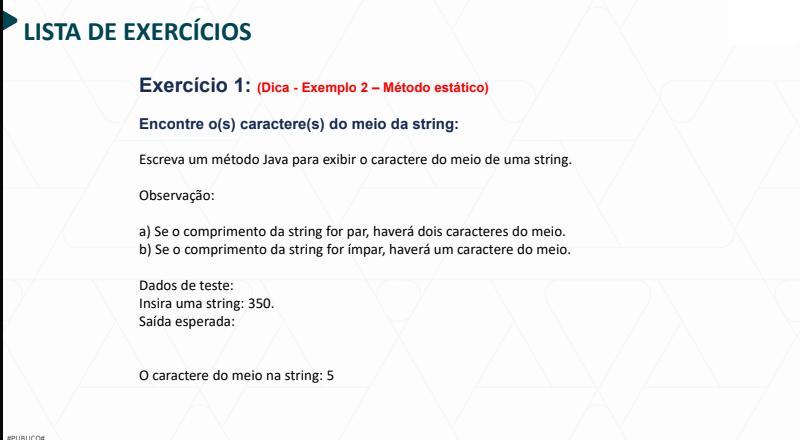 LISTA DE EXERCÍCIOS
Exercício 1: (Dica - Exemplo 2 – Método estático)
Encontre o(s) caractere(s) do meio da string:
Escreva um método Java para exibir o caractere do meio de uma string.
Observação:
a) Se o comprimento da string for par, haverá dois caracteres do meio.
b) Se o comprimento da string for ímpar, haverá um caractere do meio.
Dados de teste:
Insira uma string: 350.
Saída esperada:
O caractere do meio na string: 5
#PUBLICO#